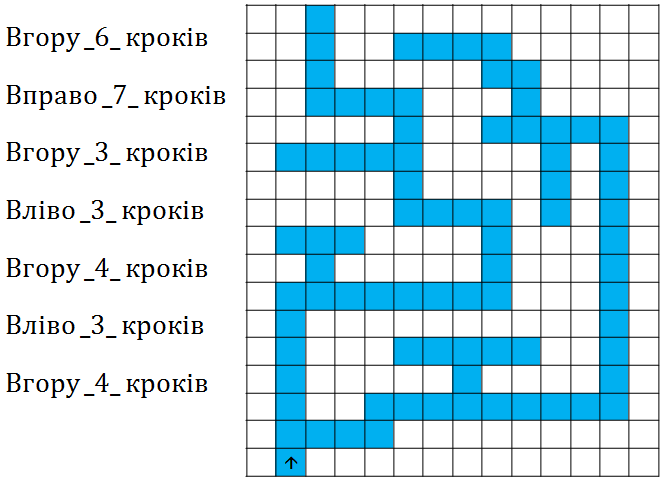 Вгору _6_ кроків
Вправо _7_ кроків
Вгору _3_ кроків
Вліво _3_ кроків
Вгору _4_ кроків
Вліво _3_ кроків
Вгору _4_ кроків
↑